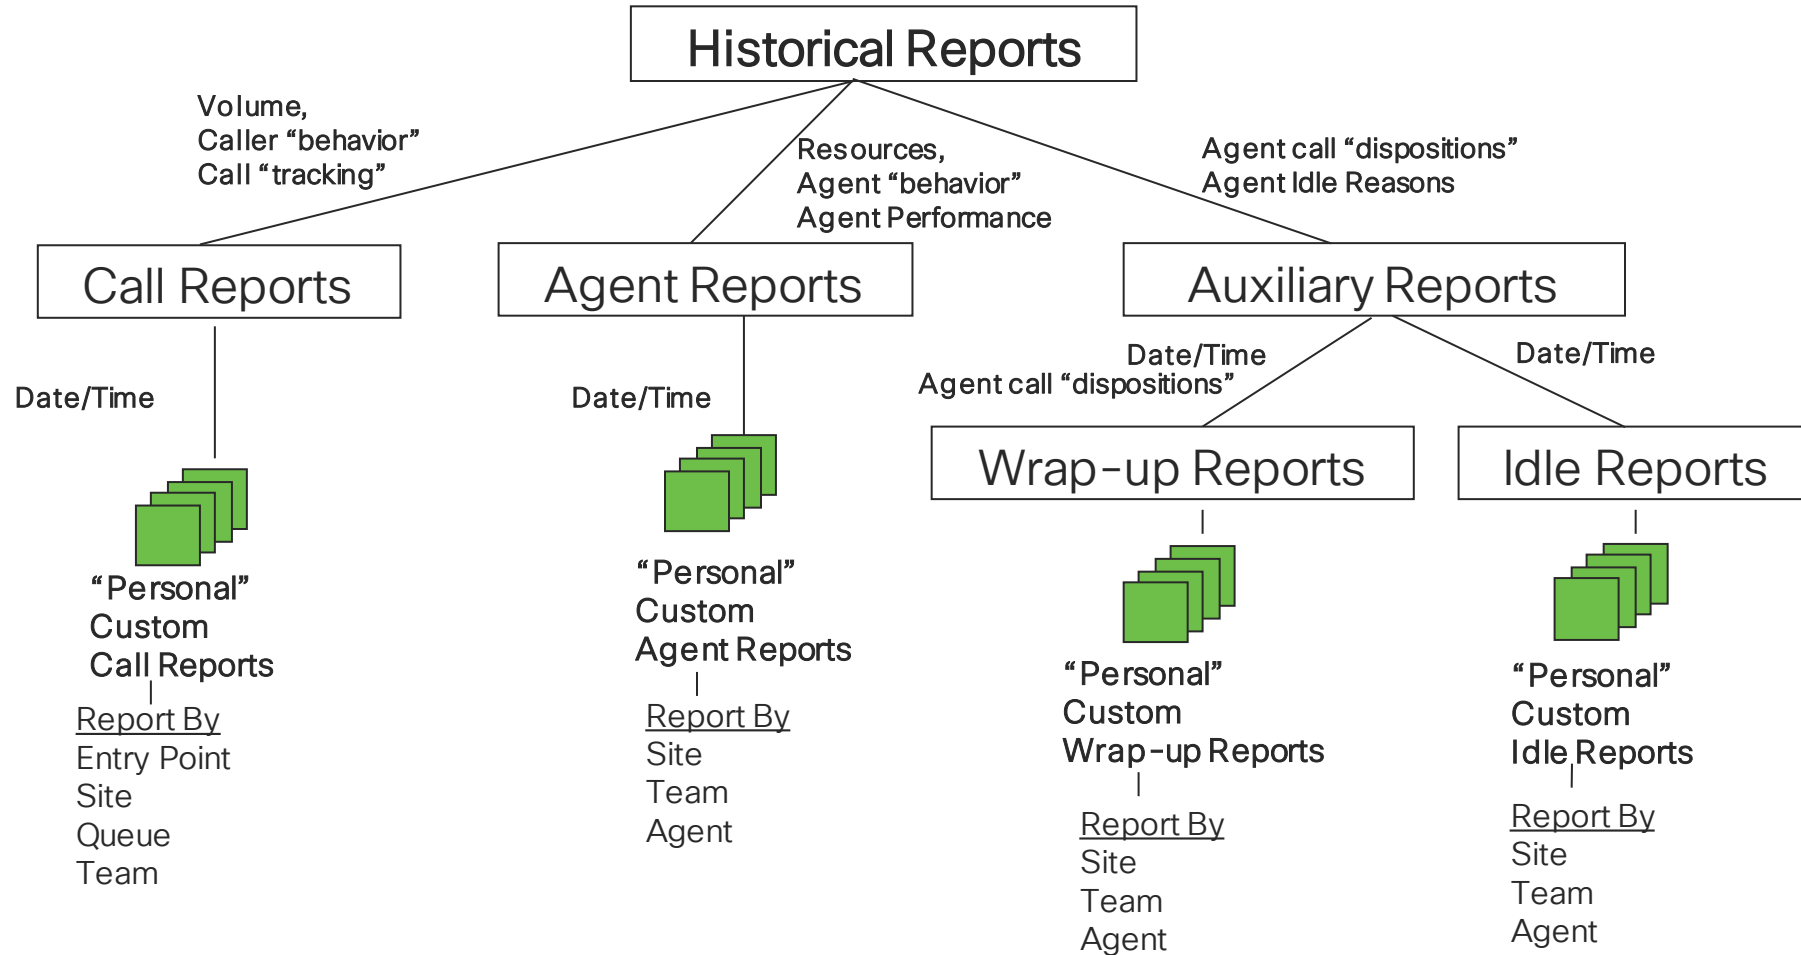 Historical Reports
Volume,
Caller “behavior”
Call “tracking”
Resources,
Agent “behavior”
Agent Performance
Agent call “dispositions”
Agent Idle Reasons
Call Reports
Agent Reports
Auxiliary Reports
Date/Time
Date/Time
Date/Time
Agent call “dispositions”
Date/Time
Wrap-up Reports
Idle Reports
“Personal”
Custom
Call Reports
Report By
Entry Point
Site
Queue
Team
“Personal”
Custom
Agent Reports
Report By
Site
Team
Agent
“Personal”
Custom
Wrap-up Reports
Report By
Site
Team
Agent
“Personal”
Custom
Idle Reports
Report By
Site
Team
Agent